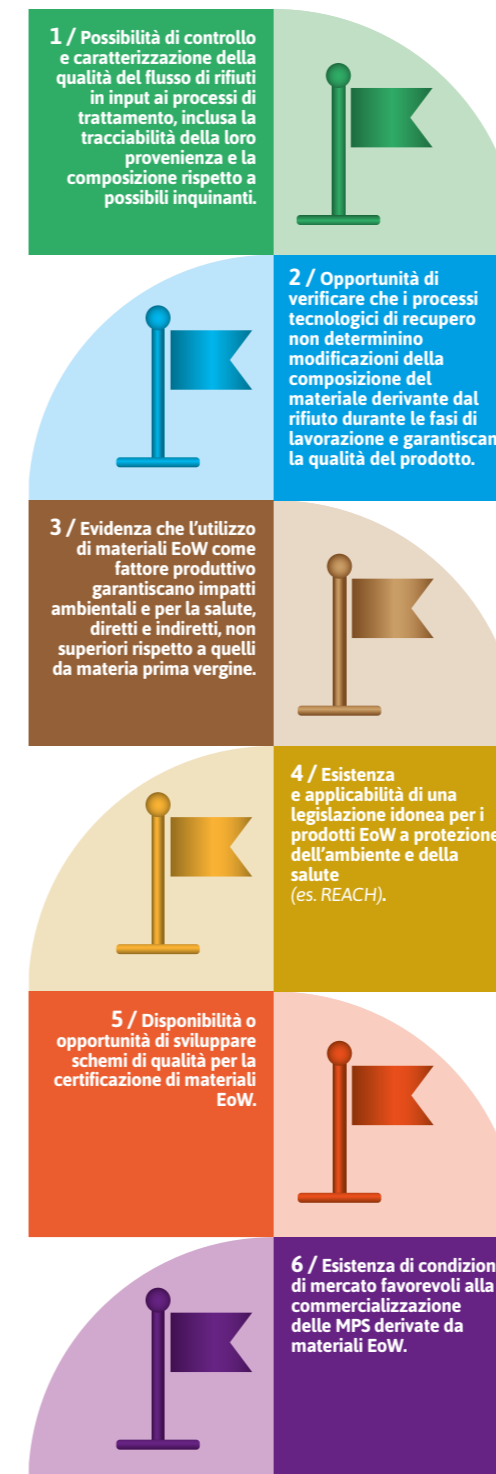 1 / Possibilità di controllo
e caratterizzazione della
qualità del flusso di rifiuti
in input ai processi di
trattamento, inclusa la
tracciabilità della loro
provenienza e la
composizione rispetto a
possibili inquinanti.
2 / Opportunità di
verificare che i processi
tecnologici di recupero
non determinino
modificazioni della
composizione del
materiale derivante dal
rifiuto durante le fasi di
lavorazione e garantiscan
la qualità del prodotto.
3 / Evidenza che l’utilizzo
di materiali EoW come
fattore produttivo
garantiscano impatti
ambientali e per la salute,
diretti e indiretti, non
superiori rispetto a quelli
da materia prima vergine.
4 / Esistenza
e applicabilità di una
legislazione idonea per i
prodotti EoW a protezione
dell’ambiente e della
salute
(es. REACH).
5 / Disponibilità o
opportunità di sviluppare
schemi di qualità per la
certificazione di materiali
EoW.
6 / Esistenza di condizion
di mercato favorevoli alla
commercializzazione
delle MPS derivate da
materiali EoW.